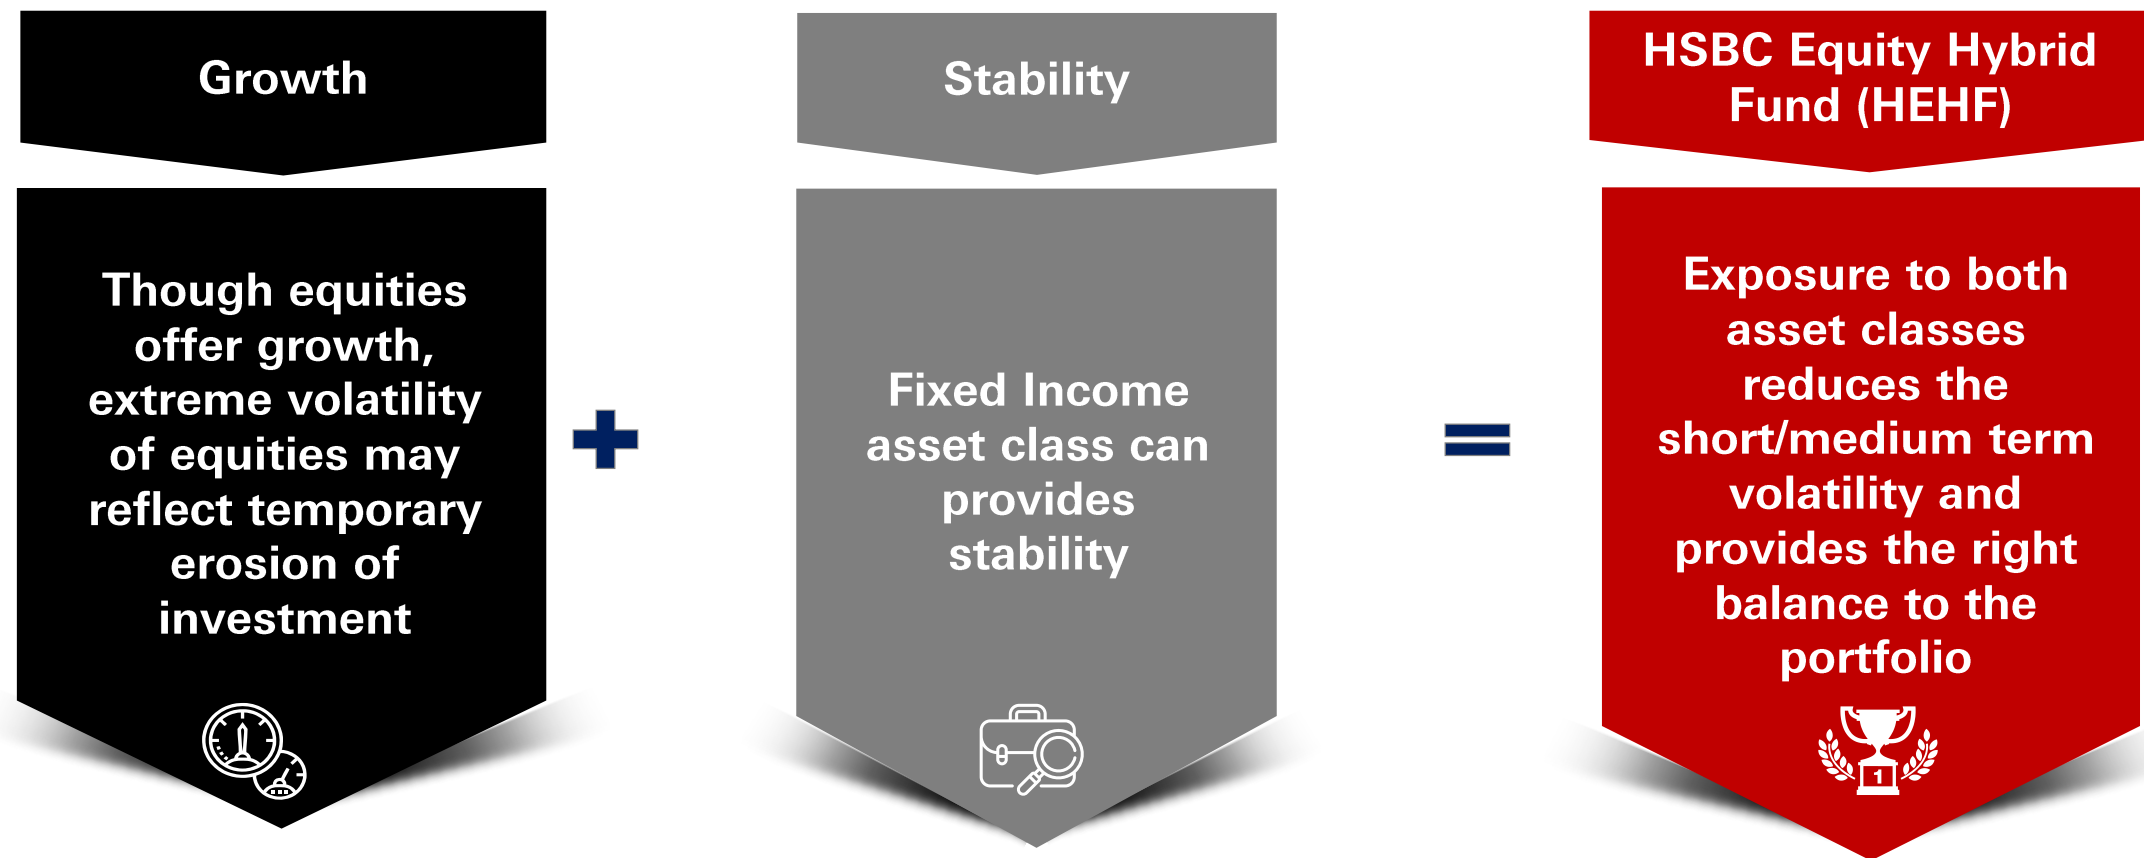 Growth
Though equities
offer growth,
extreme volatility
of equities may
reflect temporary
erosion of
investment
Stability
Fixed Income
asset class can
provides
stability
HSBC Equity Hybrid
Fund (HEHF)
Exposure to both
asset classes
reduces the
short/medium term
volatility and
provides the right
balance to the
portfolio
1